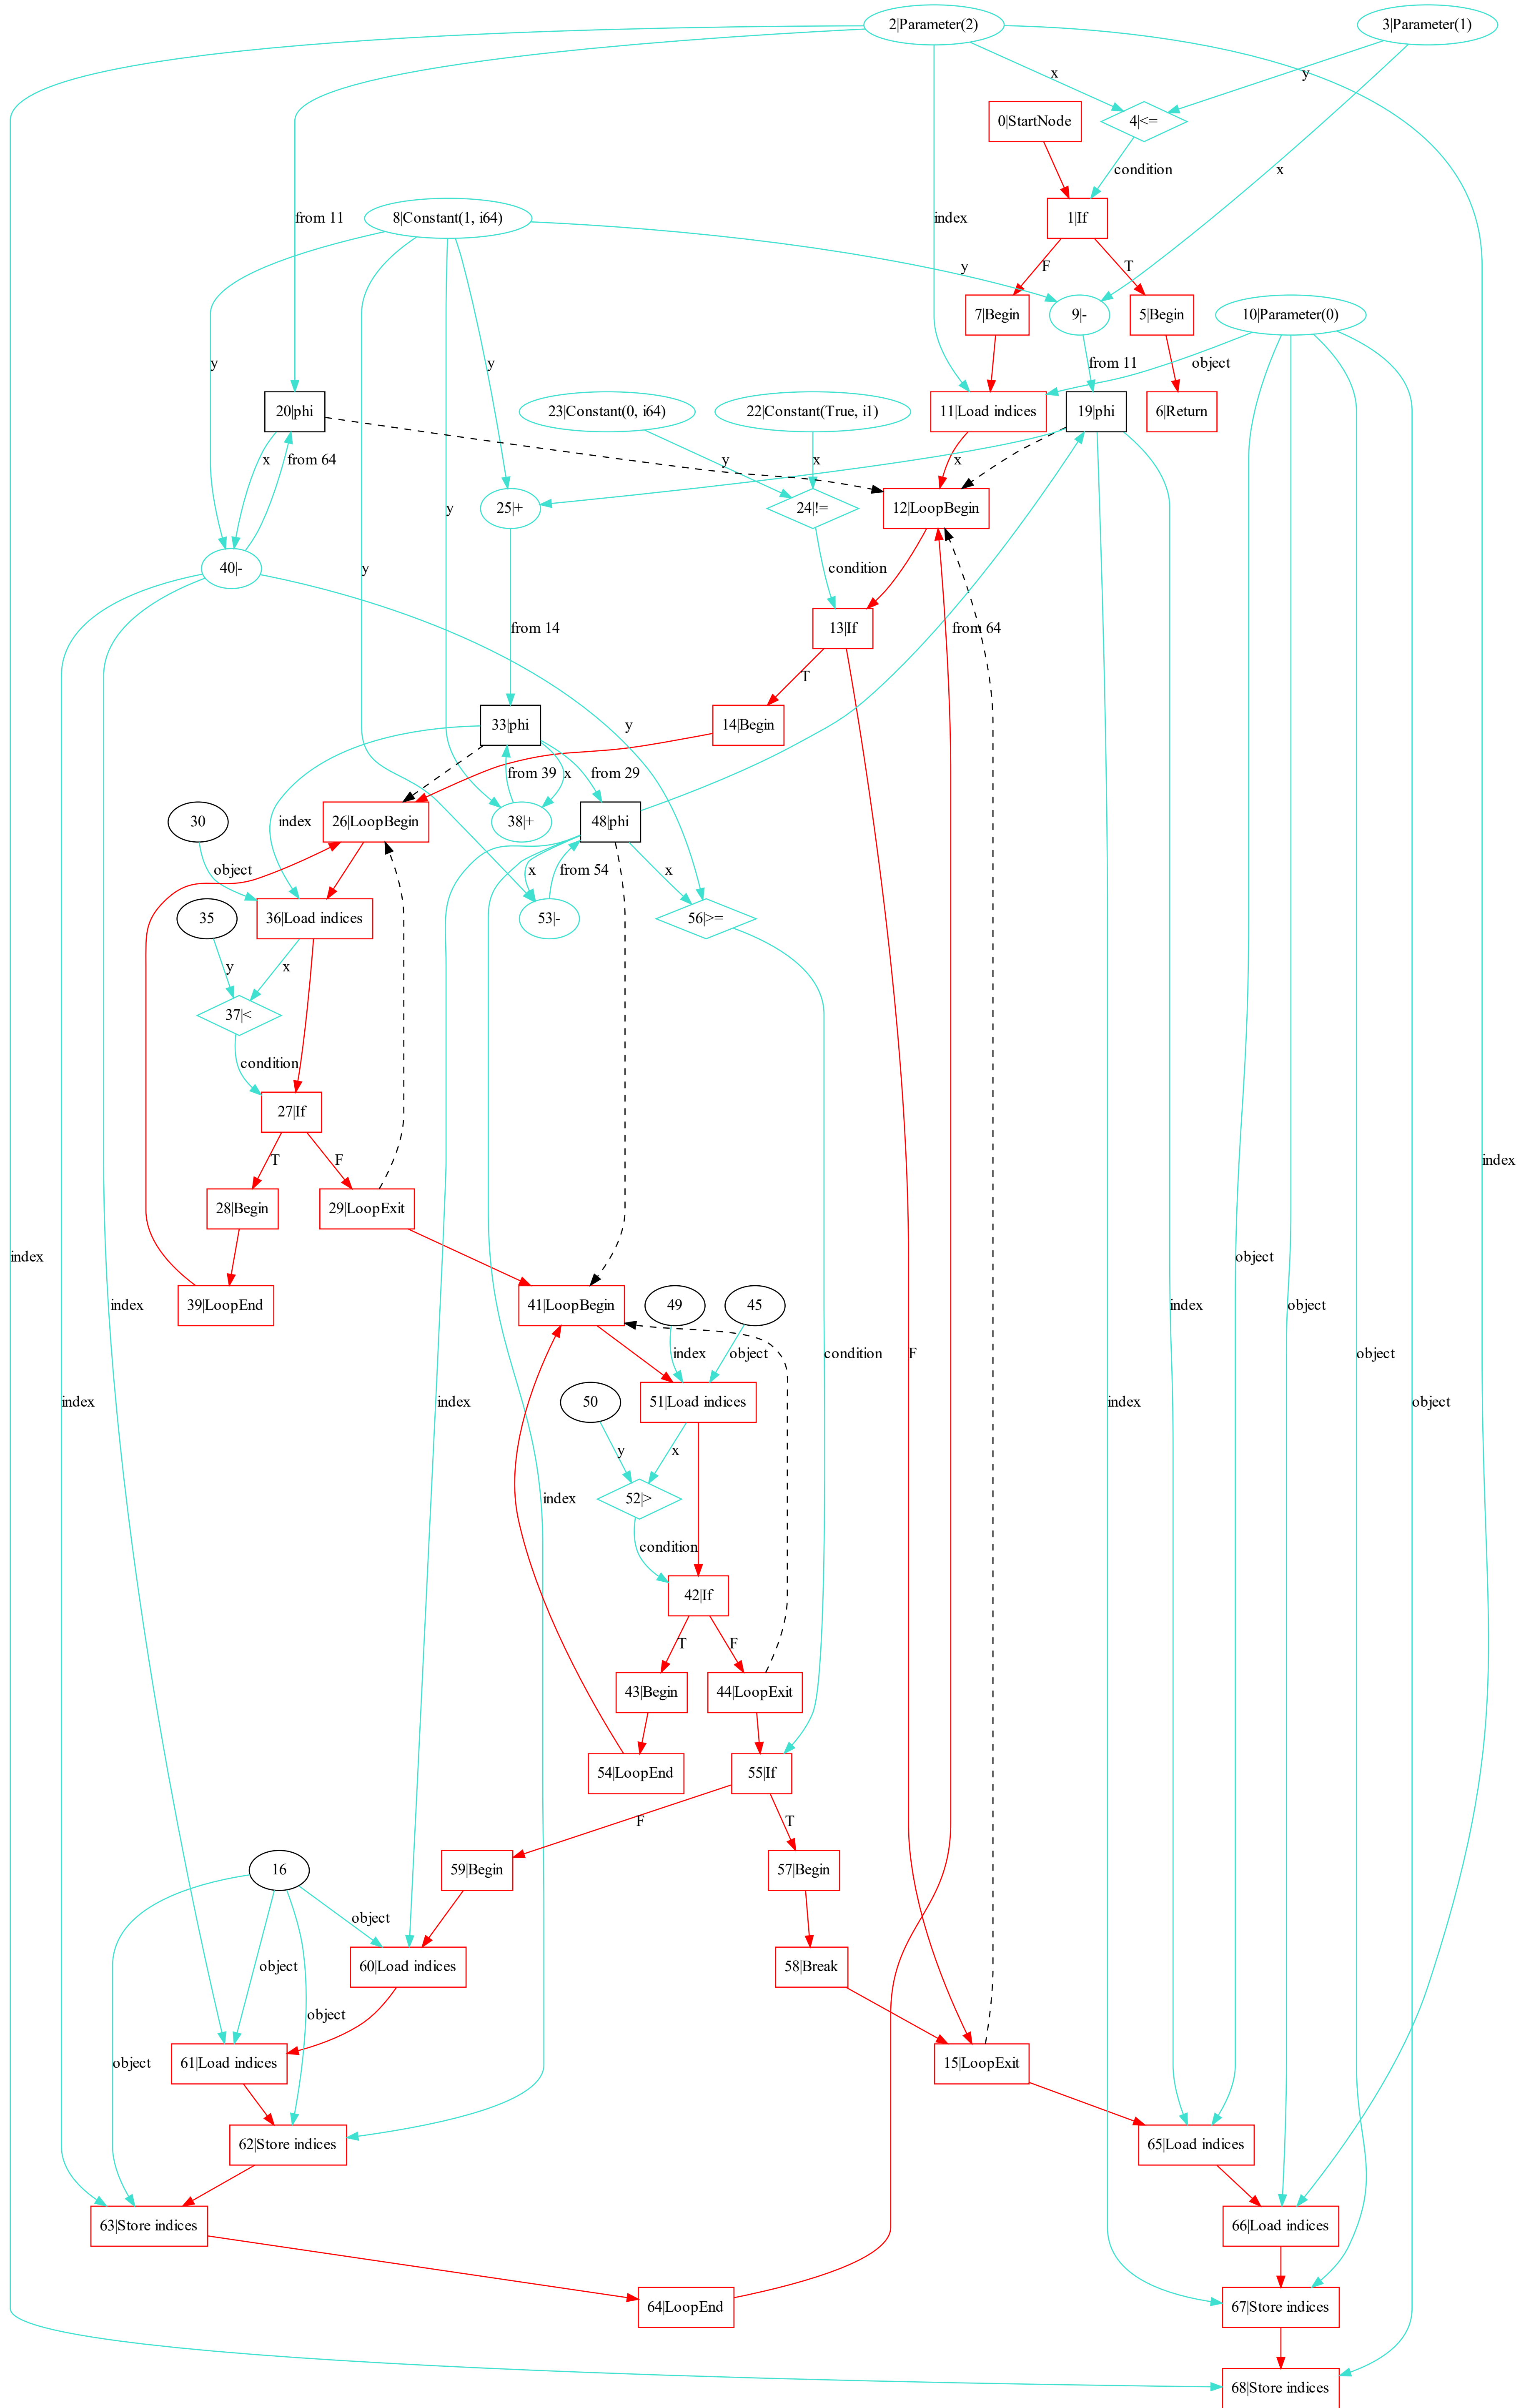 2|Parameter(2)
3|Parameter(1)
x
y
0|StartNode
4|<=
condition
x
8|Constant(1, i64)
from 11
index
1|If
y
F
T
7|Begin
9|-
5|Begin
10|Parameter(0)
y
y
from 11
object
20|phi
23|Constant(0, i64)
22|Constant(True, i1)
11|Load indices
19|phi
6|Return
x
from 64
y
x
x
25|+
24|!=
12|LoopBegin
y
40|-
y
condition
from 14
13|If
from 64
T
33|phi
14|Begin
y
from 39
x
from 29
30
26|LoopBegin
38|+
48|phi
index
object
x
from 54
x
35
36|Load indices
53|-
56|>=
y
x
37|<
condition
27|If
T
F
index
28|Begin
29|LoopExit
index
object
39|LoopEnd
41|LoopBegin
49
45
index
index
object
index
object
condition
F
object
50
51|Load indices
index
index
index
object
y
x
52|>
index
condition
42|If
T
F
43|Begin
44|LoopExit
54|LoopEnd
55|If
F
T
16
59|Begin
57|Begin
object
60|Load indices
58|Break
object
object
object
61|Load indices
15|LoopExit
62|Store indices
65|Load indices
63|Store indices
66|Load indices
64|LoopEnd
67|Store indices
68|Store indices